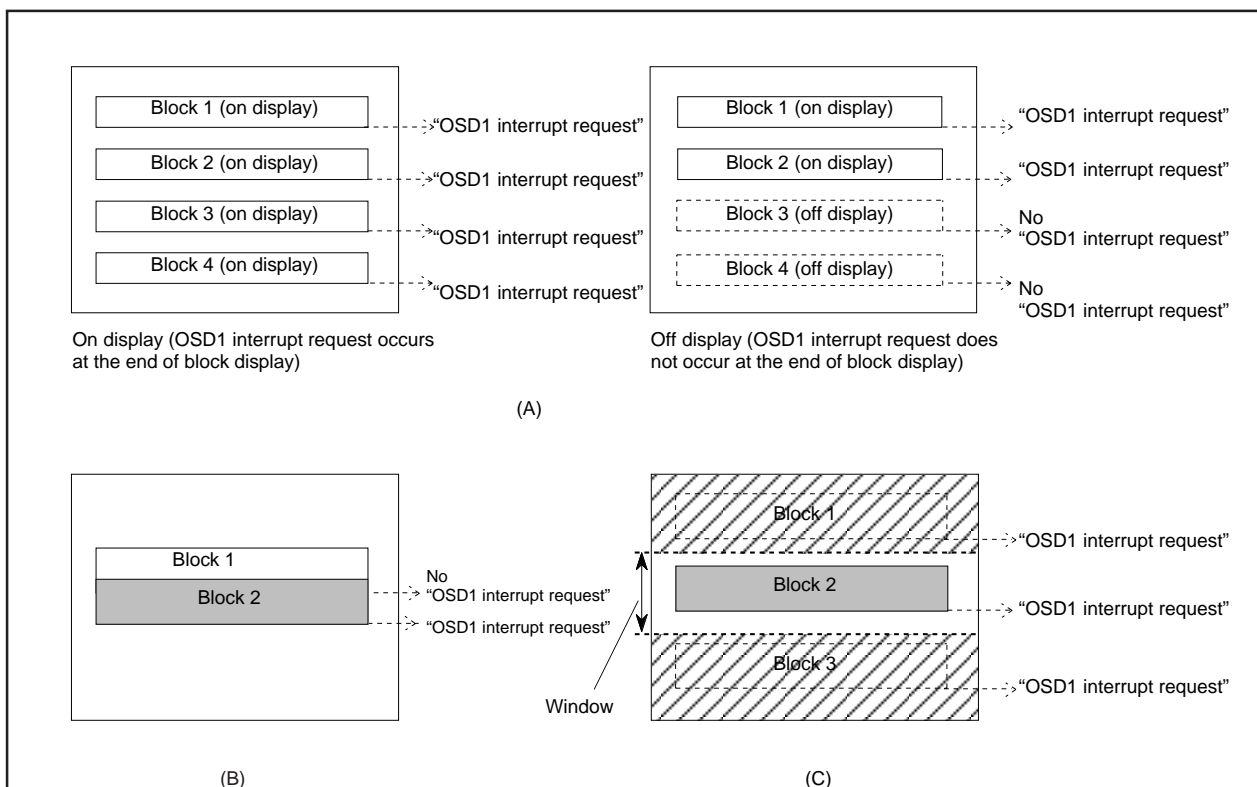 Block 1 (on display)
“OSD1 interrupt request”
Block 2 (on display)
“OSD1 interrupt request”
Block 3 (on display)
“OSD1 interrupt request”
Block 4 (on display)
“OSD1 interrupt request”
On display (OSD1 interrupt request occurs
at the end of block display)
Block 1 (on display)
“OSD1 interrupt request”
Block 2 (on display)
“OSD1 interrupt request”
Block 3 (off display)
No
“OSD1 interrupt request”
Block 4 (off display)
No
“OSD1 interrupt request”
Off display (OSD1 interrupt request does
not occur at the end of block display)
(A)
Block 1
Block 2
No
“OSD1 interrupt request”
“OSD1 interrupt request”
(B)
Block 1
“OSD1 interrupt request”
Block 2
“OSD1 interrupt request”
Block 3
“OSD1 interrupt request”
Window
(C)